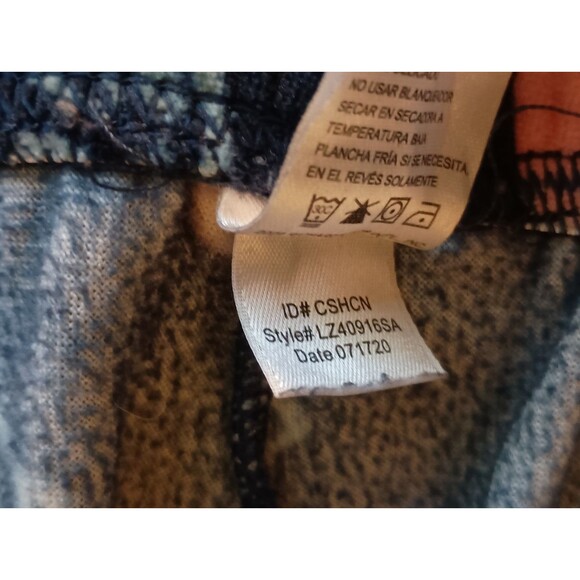 NO USAR BLANQUEADOR
SECAR EN SECADORA A
TEMPERATURA BAJA
PLANCHA FRÍA SI SE NECESITA,
EN EL REVÉS SOLAMENTE
30C
ID# CSHCN
Style# LZ40916SA
Date 071720